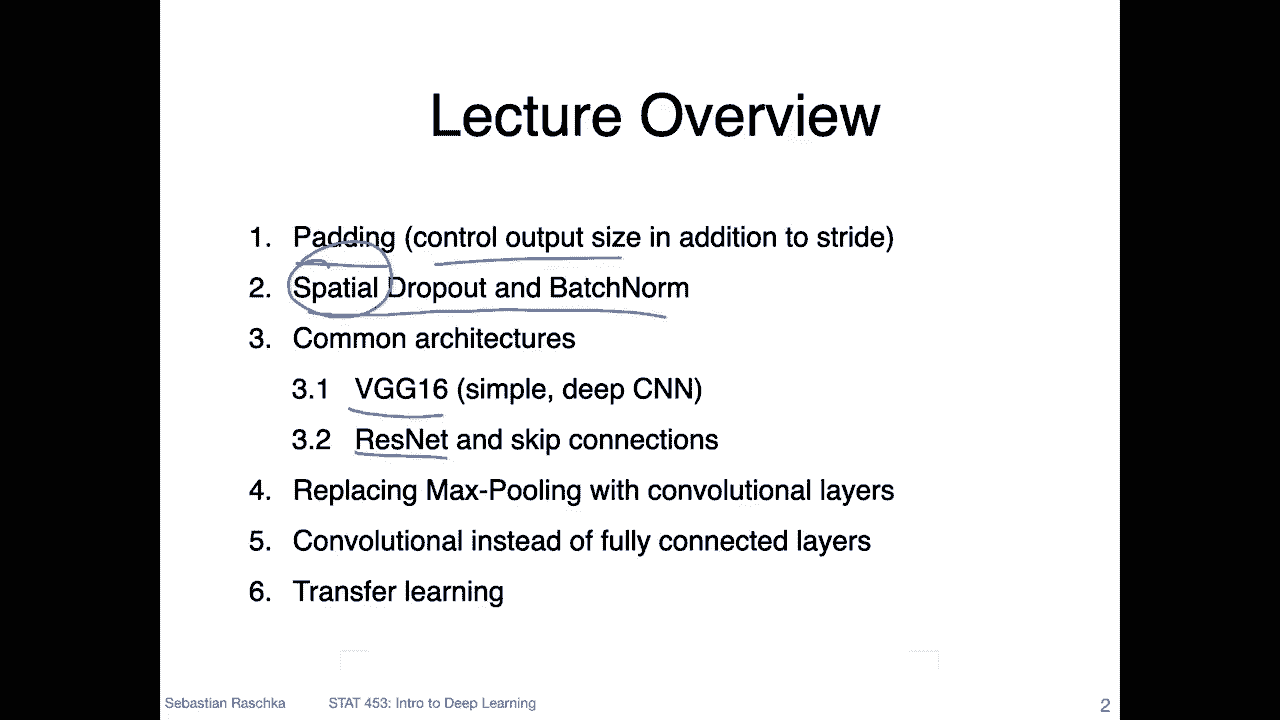 Lecture Overview
1. Padding (control output size in addition to stride)
2. Spatial Dropout and BatchNorm
3. Common architectures
3.1 VGG16 (simple, deep CNN)
3.2 ResNet and skip connections
4. Replacing Max-Pooling with convolutional layers
5. Convolutional instead of fully connected layers
6. Transfer learning
Sebastian Raschka STAT 453: Intro to Deep Learning 2